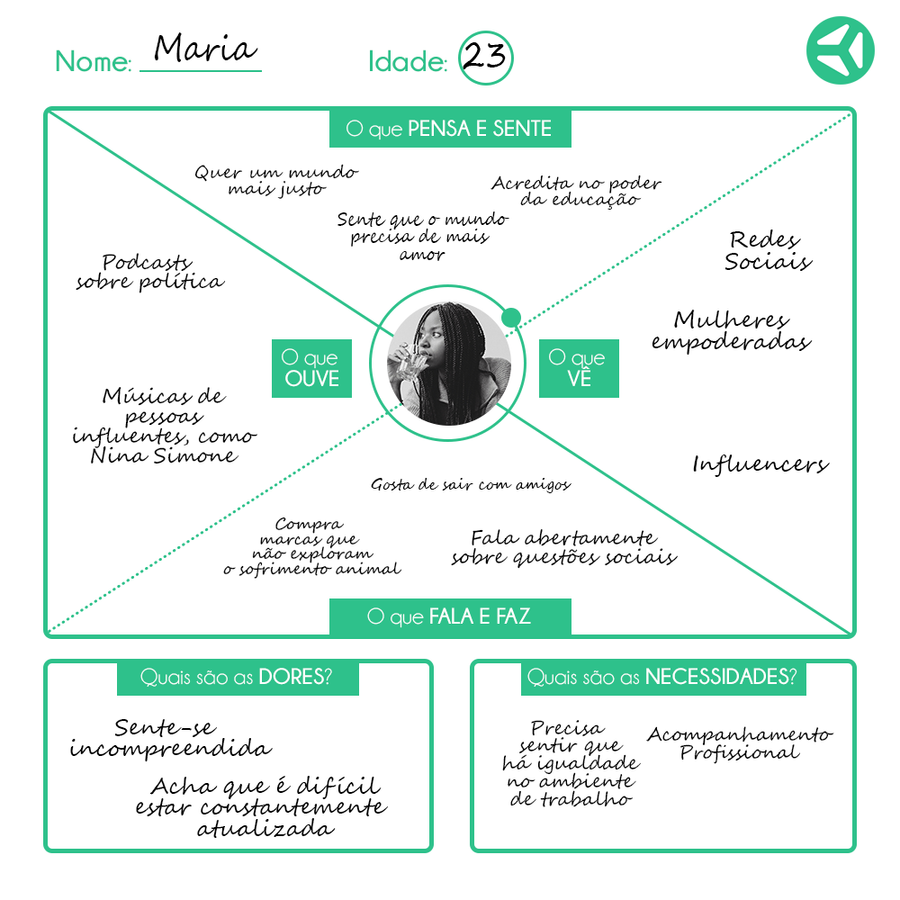 Nome: Maria
Idade: 23
O que PENSA E SENTE
Quer um mundo
mais justo
Acredita no poder
da educação
Sente que o mundo
precisa de mais
amor
Podcasts
sobre política
Redes
Sociais
Mulheres
empoderadas
O que
OUVE
O que
VÊ
Músicas de
pessoas
influentes, como
Nina Simone
Influencers
Gosta de sair com amigos
Compra
marcas que
não exploram
o sofrimento animal
Fala abertamente
sobre questões sociais
O que FALA E FAZ
Quais são as DORES?
Sente-se
incompreendida
Acha que é difícil
estar constantemente
atualizada
Quais são as NECESSIDADES?
Precisa
sentir que
há igualdade
no ambiente
de trabalho
Acompanhamento
Profissional